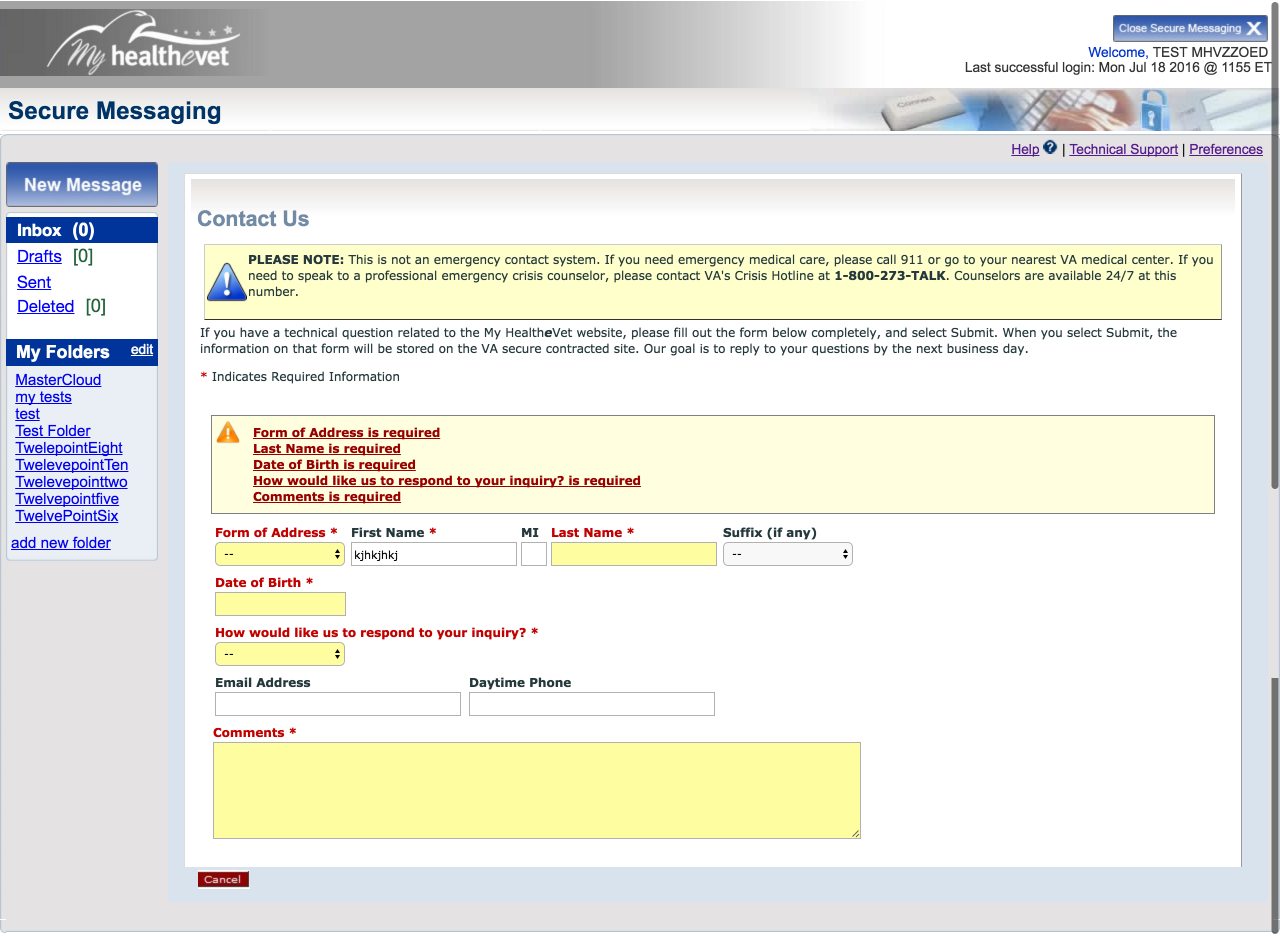 My healthevet
Close Secure Messaging X
Welcome, TEST MHVZZOED
Last successful login: Mon Jul 18 2016 @ 1155 ET
Secure Messaging
Connect
Help ? | Technical Support | Preferences
New Message
Inbox (0)
Drafts [0]
Sent
Deleted [0]
My Folders edit
MasterCloud
my tests
test
Test Folder
TwelepointEight
TwelevepointTen
Twelevepointtwo
Twelvepointfive
TwelvePointSix
add new folder
Contact Us
PLEASE NOTE: This is not an emergency contact system. If you need emergency medical care, please call 911 or go to your nearest VA medical center. If you
need to speak to a professional emergency crisis counselor, please contact VA's Crisis Hotline at 1-800-273-TALK. Counselors are available 24/7 at this
number.
If you have a technical question related to the My HealtheVet website, please fill out the form below completely, and select Submit. When you select Submit, the
information on that form will be stored on the VA secure contracted site. Our goal is to reply to your questions by the next business day.
* Indicates Required Information
Form of Address is required
Last Name is required
Date of Birth is required
How would like us to respond to your inquiry? is required
Comments is required
Form of Address * First Name * MI Last Name * Suffix (if any)
-- kjhkjhkj --
Date of Birth *
How would like us to respond to your inquiry? *
--
Email Address Daytime Phone
Comments *
Cancel